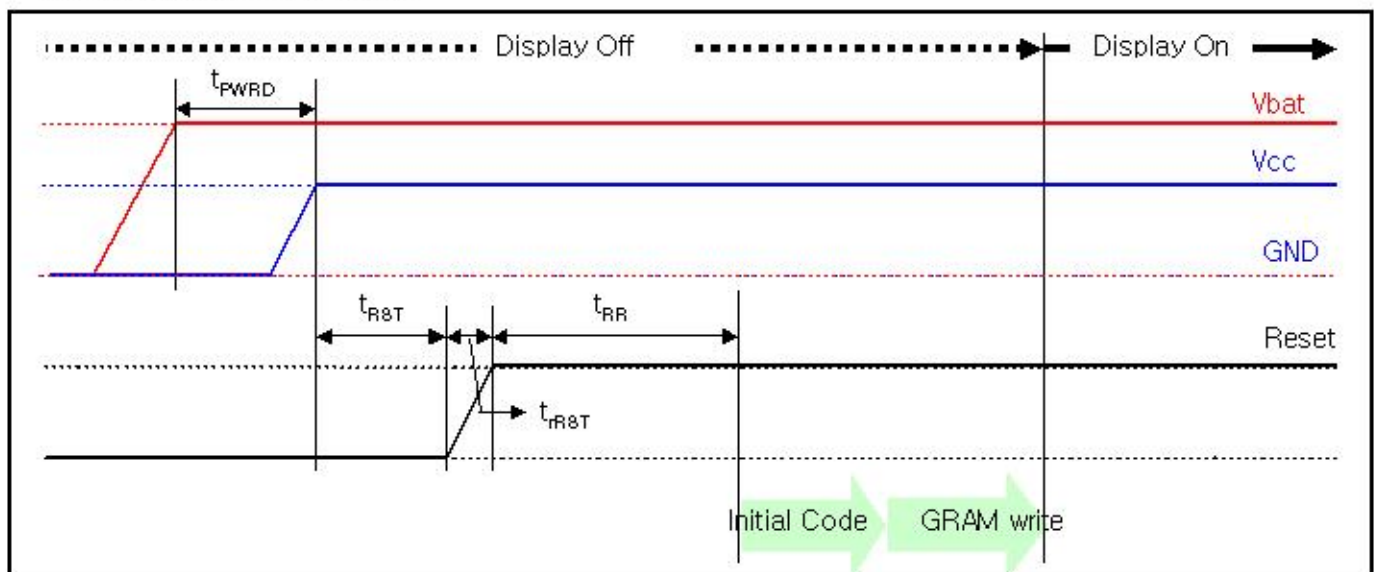 Display Off
Display On
tPWRD
Vbat
Vcc
GND
tRST
tRR
Reset
trRST
Initial Code
GRAM write